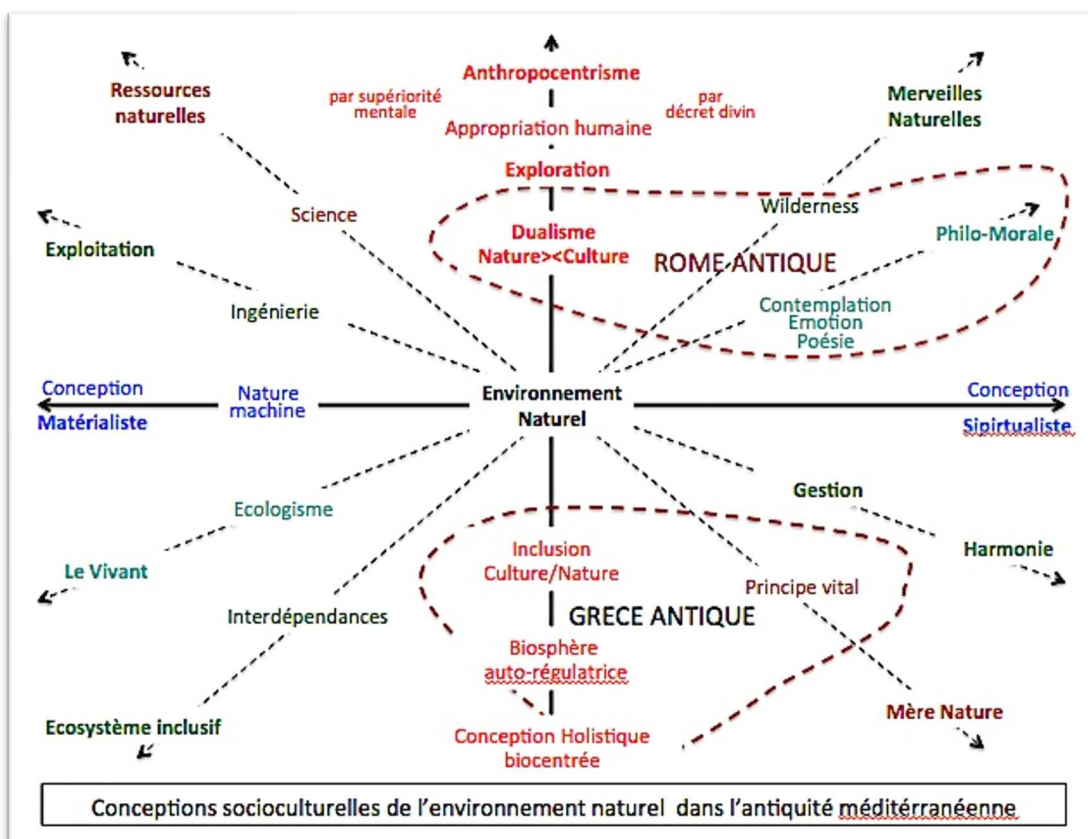 Anthropocentrisme
Ressources
naturelles
par supériorité
mentale
par
décret divin
Merveilles
Naturelles
Appropriation humaine
Exploration
Science
Wilderness
Exploitation
Dualisme
Nature><Culture
ROME ANTIQUE
Philo-Morale
Ingénierie
Contemplation
Emotion
Poésie
Conception
Matérialiste
Nature
machine
Environnement
Naturel
Conception
Sipirtualiste
Ecologisme
Gestion
Le Vivant
Inclusion
Culture/Nature
Harmonie
Principe vital
Interdépendances
GRECE ANTIQUE
Biosphère
auto-régulatrice
Ecosystème inclusif
Conception Holistique
biocentrée
Mère Nature
Conceptions socioculturelles de l'environnement naturel dans l'antiquité méditérranéenne